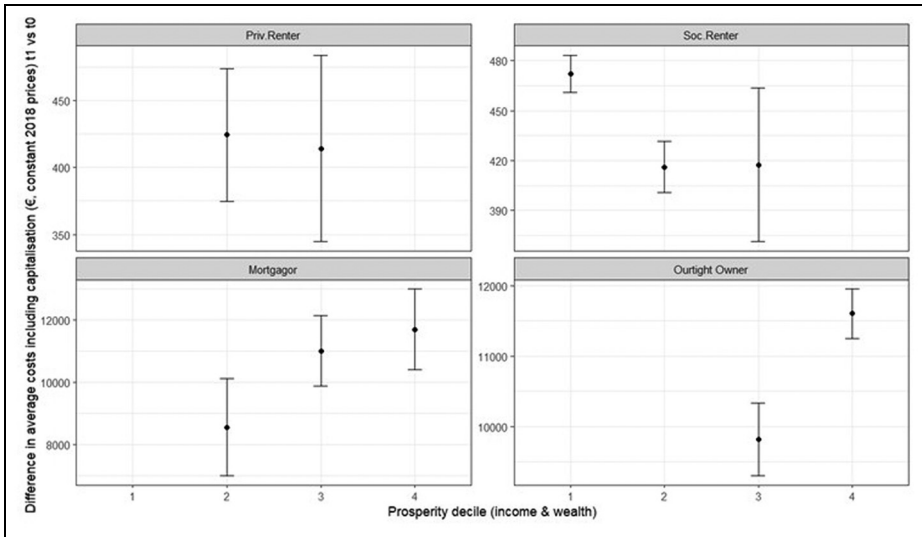 Difference in average costs including capitalisation (€, constant 2018 prices) t1 vs t0
Priv.Renter
450
400
350
Soc.Renter
480
450
420
390
Mortgagor
12000
10000
8000
1 2 3 4
Ourtight Owner
12000
11000
10000
1 2 3 4
Prosperity decile (income & wealth)